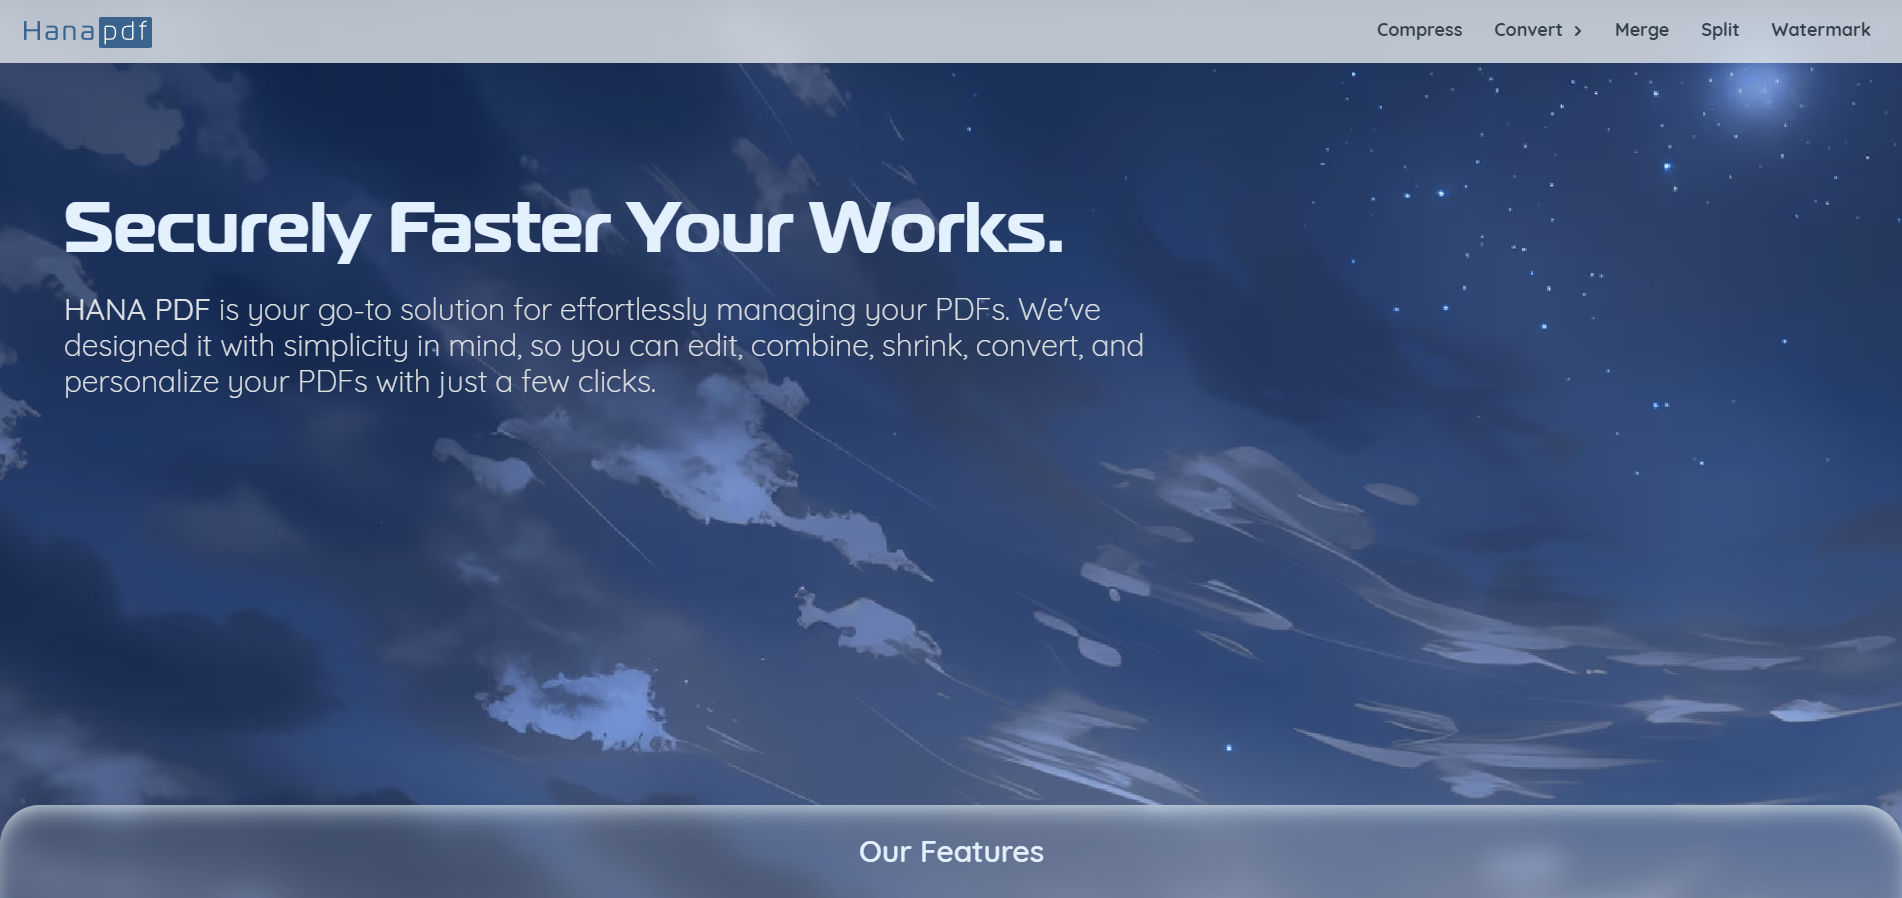 Hana pdf
Compress Convert Merge Split Watermark
Securely Faster Your Works.
HANA PDF is your go-to solution for effortlessly managing your PDFs. We've
designed it with simplicity in mind, so you can edit, combine, shrink, convert, and
personalize your PDFs with just a few clicks.
Our Features